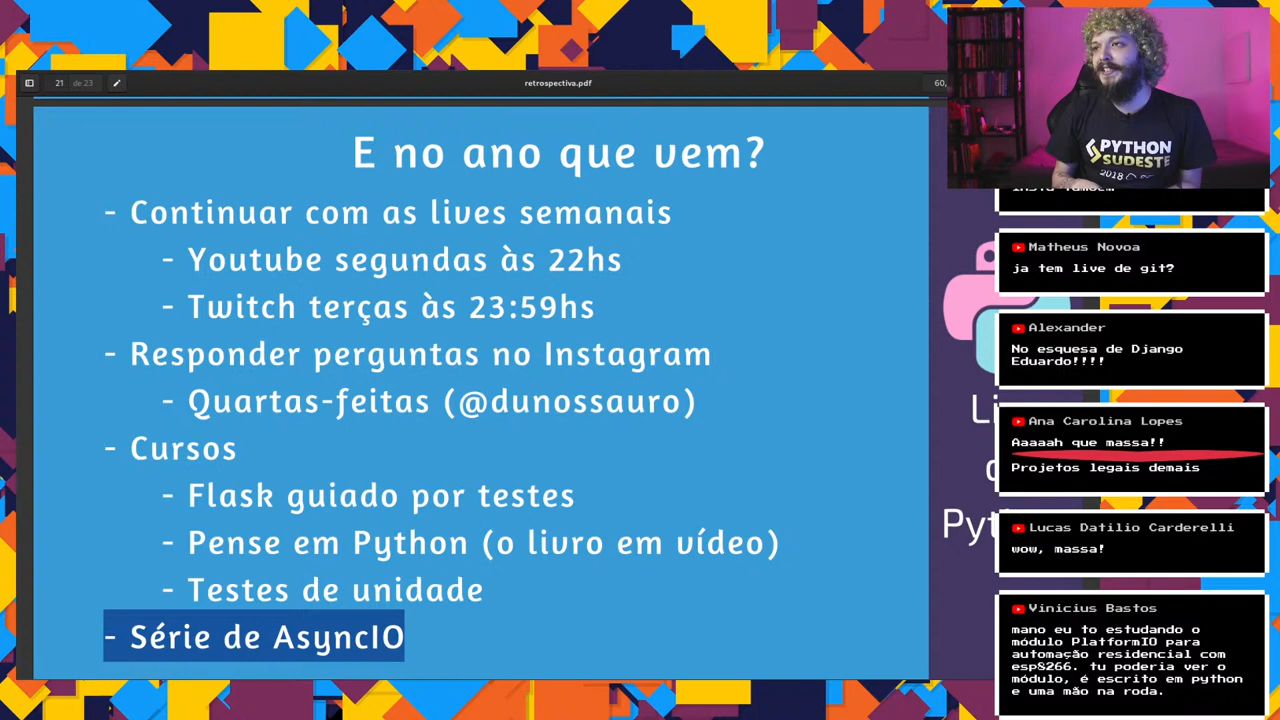 21 de 23
retrospectiva.pdf
60,
E no ano que vem?
- Continuar com as lives semanais
- Youtube segundas às 22hs
- Twitch terças às 23:59hs
- Responder perguntas no Instagram
- Quartas-feitas (@dunossauro)
- Cursos
- Flask guiado por testes
- Pense em Python (o livro em vídeo)
- Testes de unidade
- Série de AsyncIO
PYTHON
SUDESTE
2018
Matheus Novoa
ja tem live de git?
Alexander
No esquesa de Django
Eduardo!!!!
Ana Carolina Lopes
Aaaaah que massa!!
Projetos legais demais
Lucas Datilio Carderelli
wow, massa!
Vinicius Bastos
mano eu to estudando o
módulo PlatformIO para
automação residencial com
esp8266. tu poderia ver o
módulo, é escrito em python
e uma mão na roda.